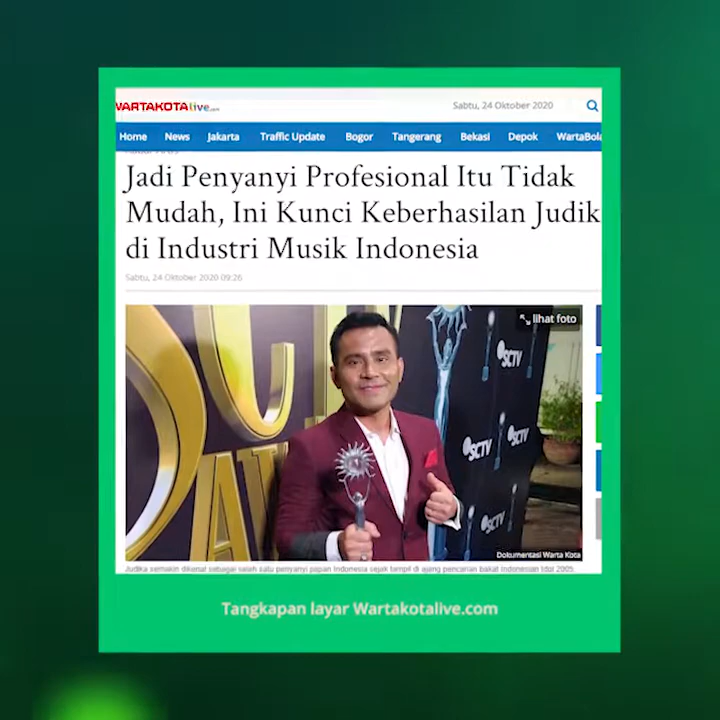 WARTAKOTAlive.com
Sabtu, 24 Oktober 2020
Home News Jakarta Traffic Update Bogor Tangerang Bekasi Depok WartaBola
Jadi Penyanyi Profesional Itu Tidak
Mudah, Ini Kunci Keberhasilan Judik
di Industri Musik Indonesia
Sabtu, 24 Oktober 2020 09:26
lihat foto
SCTV
SCTV
SCTV
SCTV
Dokumentasi Warta Kota
Judika semakin dikenal sebagai salah satu penyanyi papan Indonesia sejak tampil di ajang pencarian bakat Indonesian Idol 2005.
Tangkapan layar Wartakotalive.com